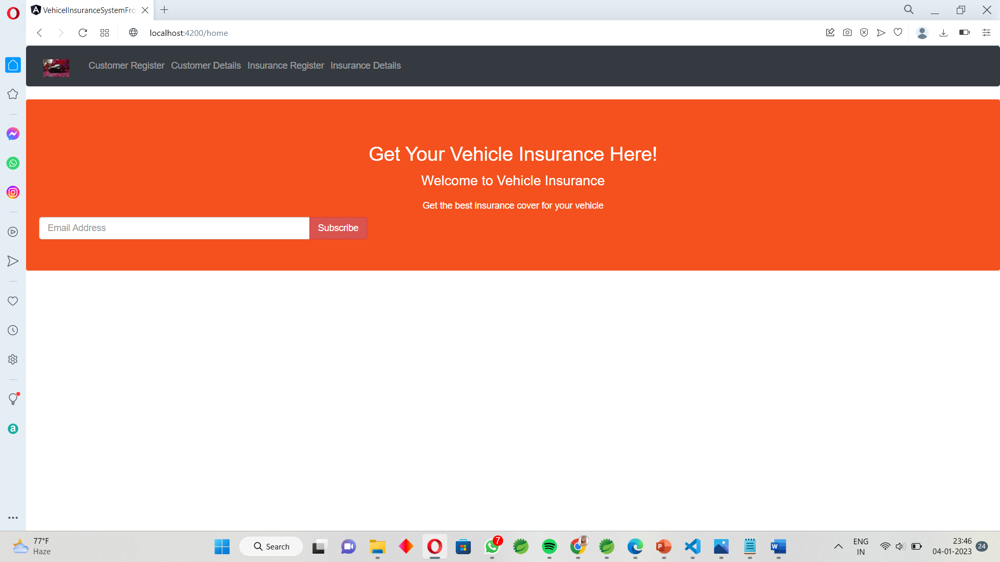 VehicelInsuranceSystemFro
localhost:4200/home
Customer Register Customer Details Insurance Register Insurance Details
Get Your Vehicle Insurance Here!
Welcome to Vehicle Insurance
Get the best insurance cover for your vehicle
Email Address Subscribe
77°F
Haze
Search
7
ENG
IN
23:46
04-01-2023
24